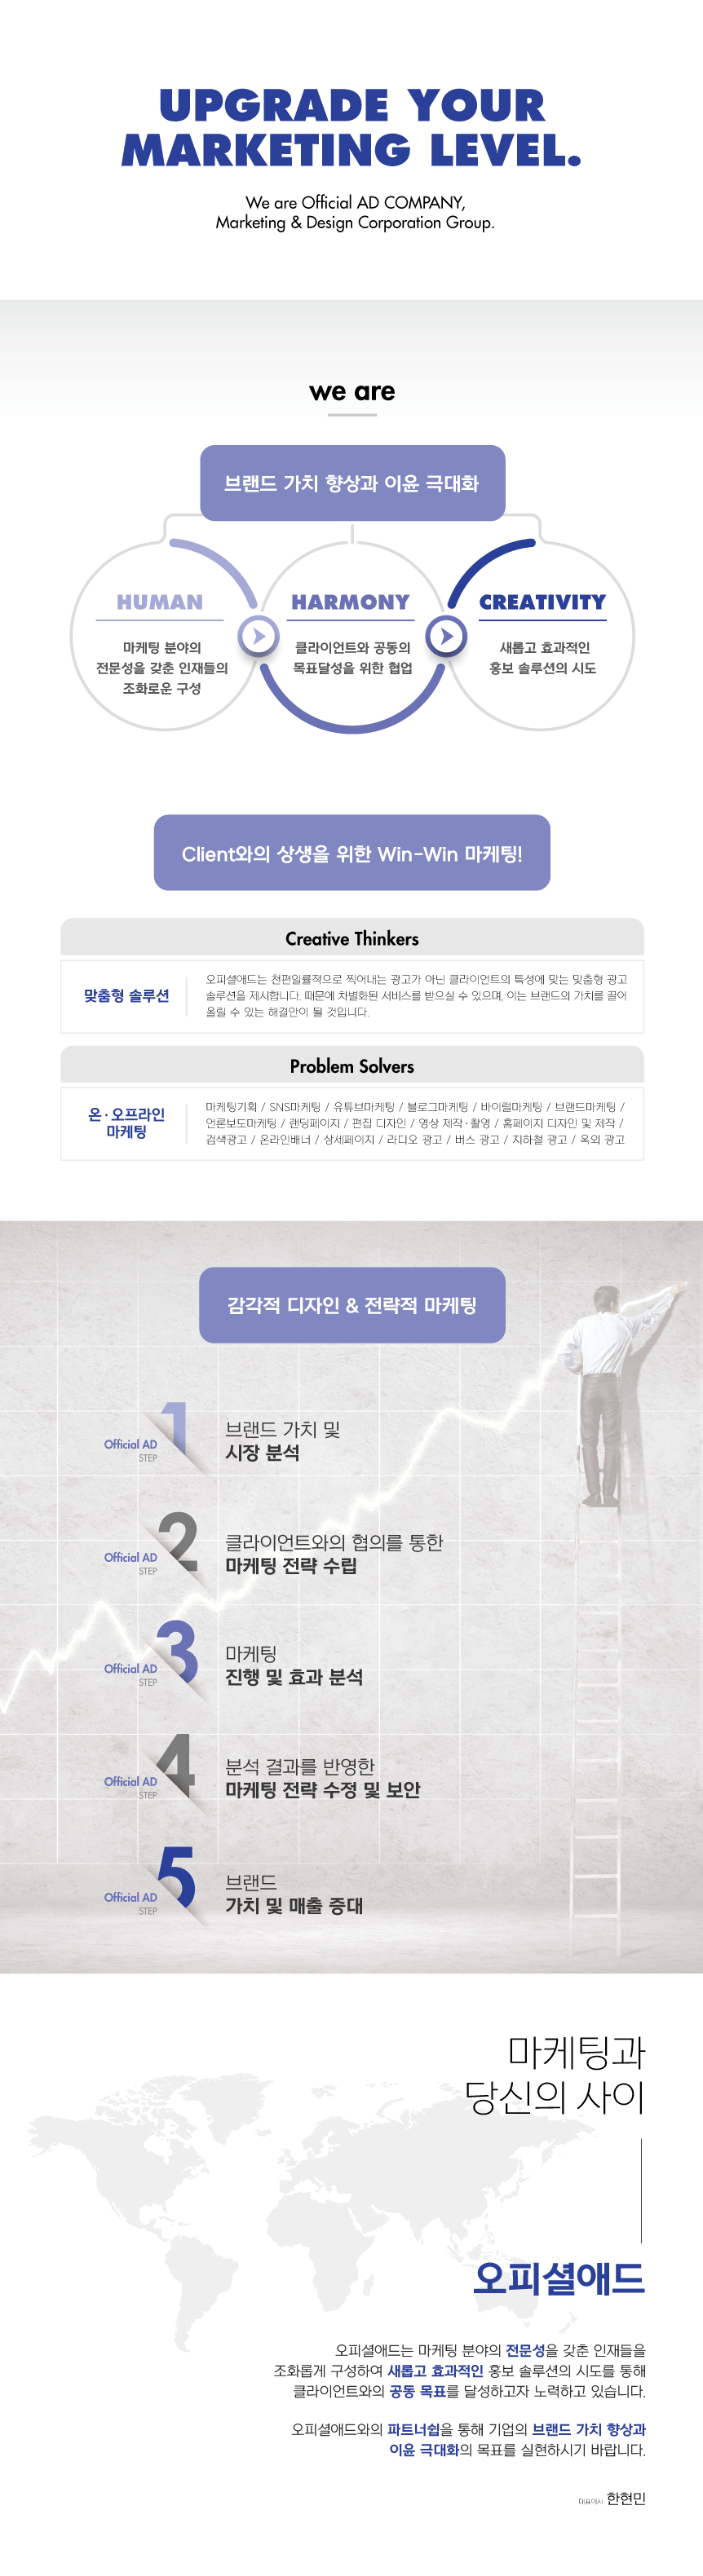 UPGRADE YOUR
MARKETING LEVEL.
We are Official AD COMPANY,
Marketing & Design Corporation Group.
we are
브랜드 가치 향상과 이윤 극대화
HUMAN
마케팅 분야의
전문성을 갖춘 인재들의
조화로운 구성
HARMONY
클라이언트와 공동의
목표달성을 위한 협업
CREATIVITY
새롭고 효과적인
홍보 솔루션의 시도
Client와의 상생을 위한 Win-Win 마케팅!
Creative Thinkers
맞춤형 솔루션
오피셜애드는 천편일률적으로 찍어내는 광고가 아닌 클라이언트의 특성에 맞는 맞춤형 광고
솔루션을 제시합니다. 때문에 차별화된 서비스를 받으실 수 있으며, 이는 브랜드의 가치를 끌어
올릴 수 있는 해결안이 될 것입니다.
Problem Solvers
온·오프라인
마케팅
마케팅기획 / SNS마케팅 / 유튜브마케팅 / 블로그마케팅 / 바이럴마케팅 / 브랜드마케팅 /
언론보도마케팅 / 랜딩페이지 / 편집 디자인 / 영상 제작·촬영 / 홈페이지 디자인 및 제작 /
검색광고 / 온라인배너 / 상세페이지 / 라디오 광고 / 버스 광고 / 지하철 광고 / 옥외 광고
감각적 디자인 & 전략적 마케팅
Official AD
STEP
1
브랜드 가치 및
시장 분석
Official AD
STEP
2
클라이언트와의 협의를 통한
마케팅 전략 수립
Official AD
STEP
3
마케팅
진행 및 효과 분석
Official AD
STEP
4
분석 결과를 반영한
마케팅 전략 수정 및 보안
Official AD
STEP
5
브랜드
가치 및 매출 증대
마케팅과
당신의 사이
오피셜애드
오피셜애드는 마케팅 분야의 전문성을 갖춘 인재들을
조화롭게 구성하여 새롭고 효과적인 홍보 솔루션의 시도를 통해
클라이언트와의 공동 목표를 달성하고자 노력하고 있습니다.
오피셜애드와의 파트너쉽을 통해 기업의 브랜드 가치 향상과
이윤 극대화의 목표를 실현하시기 바랍니다.
대표이사 한현민